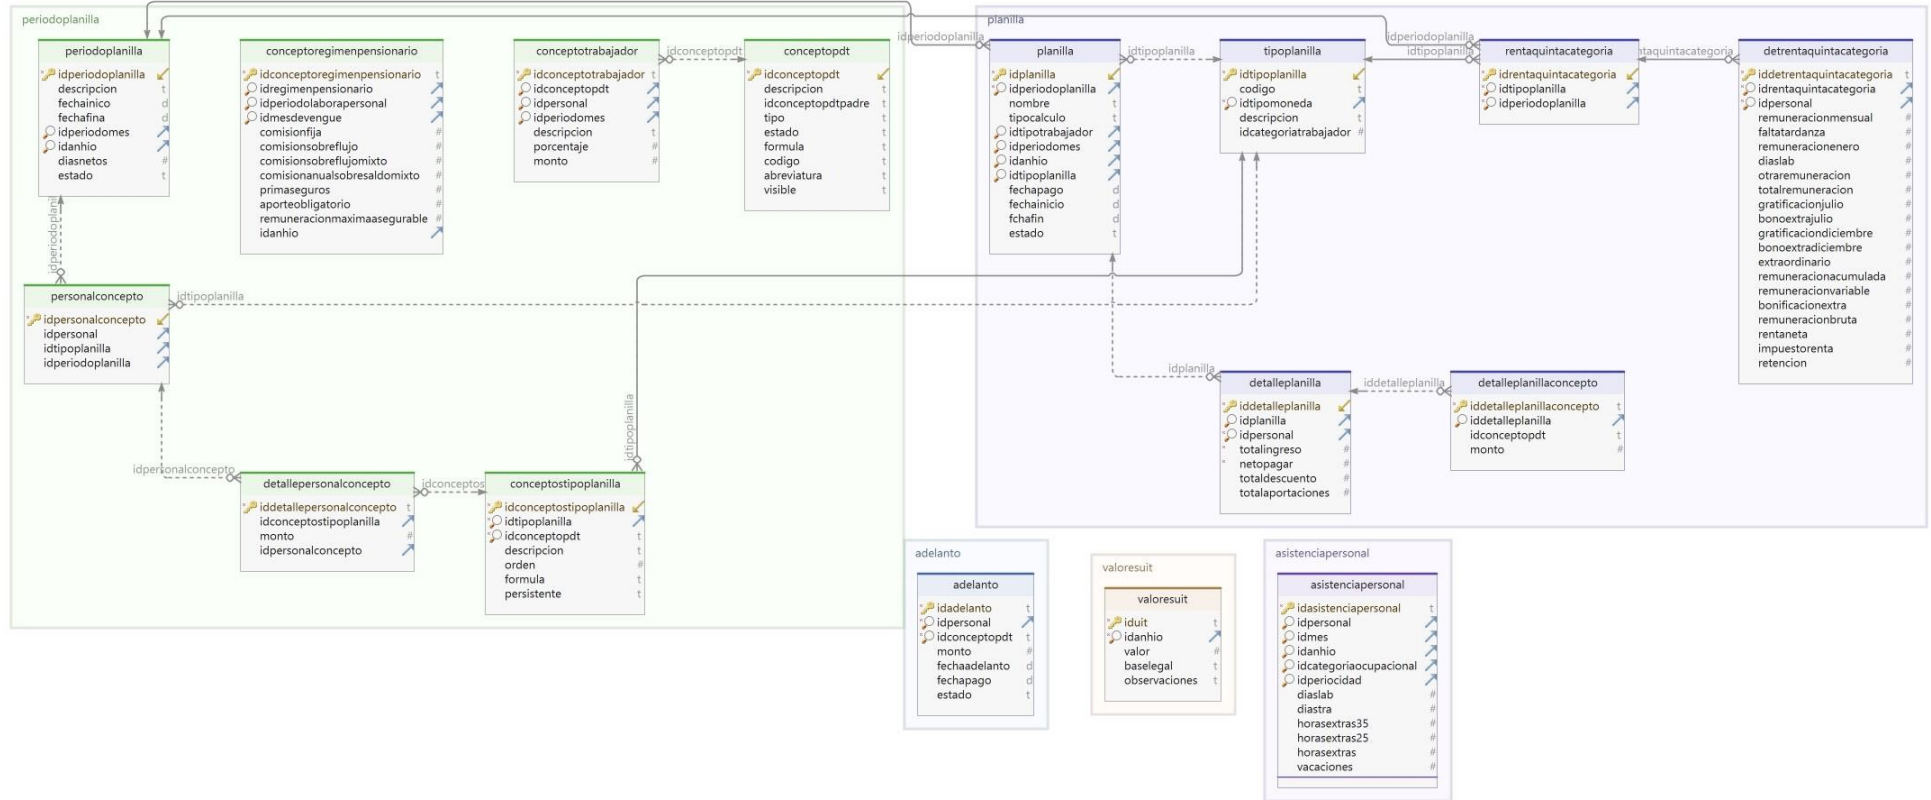 periodoplanilla
periodoplanilla
idperiodoplanilla
descripcion t
fechainico d
fechafina d
idperiodomes
idanhio
diasnetos #
estado t
conceptoregimenpensionario
idconceptoregimenpensionario t
idregimenpensionario
idperiodolaborapersonal
idmesdevengue
comisionfija #
comisionsobreflujo #
comisionsobreflujomixto #
comisionanualsobresaldomixto #
primaseguros #
aporteobligatorio #
remuneracionmaximaasegurable #
idanhio
conceptotrabajador
idconceptotrabajador t
idconceptopdt
idpersonal
idperiodomes
descripcion t
porcentaje #
monto #
idconceptopdt
conceptopdt
idconceptopdt
descripcion t
idconceptopdtpadre t
tipo t
estado t
formula t
codigo t
abreviatura t
visible t
idperiodoplanilla
personalconcepto
idpersonalconcepto
idpersonal
idtipoplanilla
idperiodoplanilla
idtipoplanilla
idpersonalconcepto
detallepersonalconcepto
iddetallepersonalconcepto t
idconceptostipoplanilla
monto #
idpersonalconcepto
idconceptos
idtipoplanilla
conceptostipoplanilla
idconceptostipoplanilla
idtipoplanilla
idconceptopdt t
descripcion t
orden #
formula t
persistente t
planilla
idperiodoplanilla
planilla
idplanilla
idperiodoplanilla
nombre t
tipocalculo t
idtipotrabajador
idperiodomes
idanhio
idtipoplanilla
fechapago d
fechainicio d
fchafin d
estado t
idtipoplanilla
tipoplanilla
idtipoplanilla
codigo t
idtipomoneda
descripcion t
idcategoriatrabajador #
idperiodoplanilla
idtipoplanilla
rentaquintacategoria
idrentaquintacategoria
idtipoplanilla
idperiodoplanilla
ntaquintacategoria
detrentaquintacategoria
iddetrentaquintacategoria t
idrentaquintacategoria
idpersonal
remuneracionmensual #
faltatardanza #
remuneracionenero #
diaslab #
otraremuneracion #
totalremuneracion #
gratificacionjulio #
bonoextrajulio #
gratificaciondiciembre #
bonoextradiciembre #
extraordinario #
remuneracionacumulada #
remuneracionvariable #
bonificacionextra #
remuneracionbruta #
rentaneta #
impuestorenta #
retencion #
idplanilla
detalleplanilla
iddetalleplanilla
idplanilla
idpersonal
totalingreso #
netopagar #
totaldescuento #
totalaportaciones #
iddetalleplanilla
detalleplanillaconcepto
iddetalleplanillaconcepto t
iddetalleplanilla
idconceptopdt t
monto #
adelanto
adelanto
idadelanto t
idpersonal
idconceptopdt t
monto #
fechaadelanto d
fechapago d
estado t
valoresuit
valoresuit
iduit t
idanhio
valor #
baselegal t
observaciones t
asistenciapersonal
asistenciapersonal
idasistenciapersonal t
idpersonal
idmes
idanhio
idcategoriaocupacional
idperiocidad
diaslab #
diastra #
horasextras35 #
horasextras25 #
horasextras #
vacaciones #